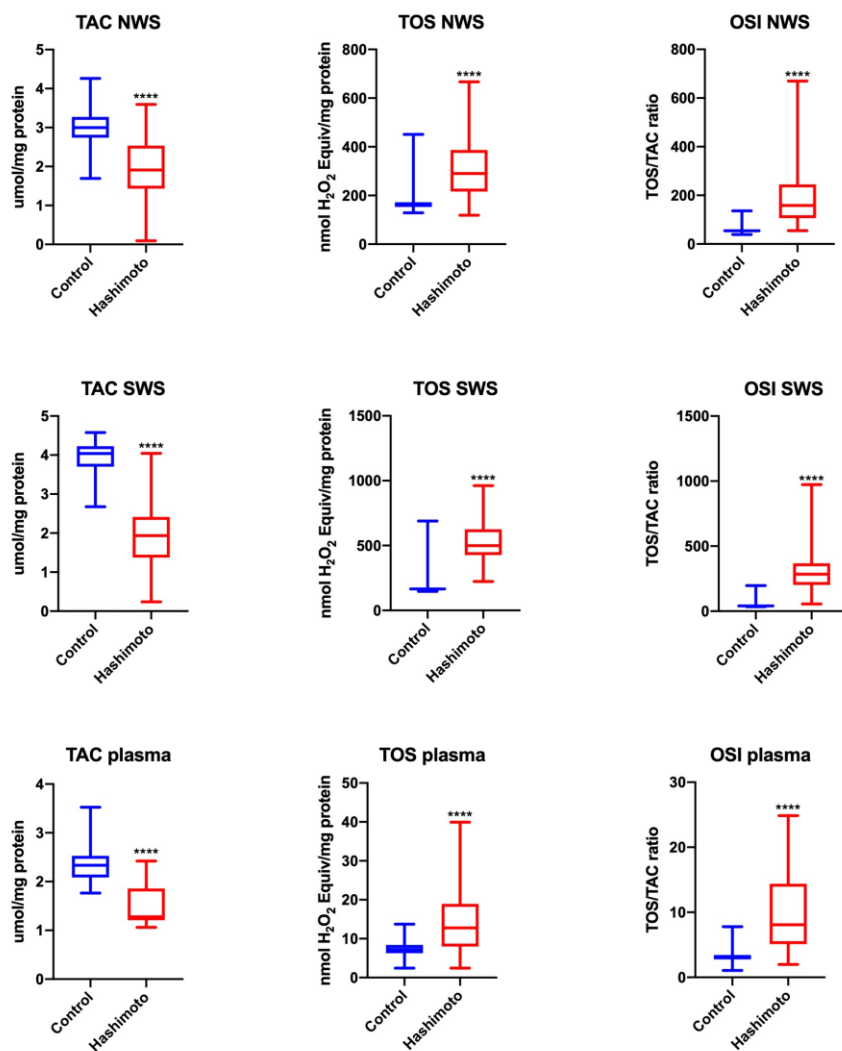 TAC NWS
umol/mg protein
5
4
3
2
1
0
****
Control
Hashimoto
TOS NWS
nmol H₂O₂ Equiv/mg protein
800
600
400
200
0
****
Control
Hashimoto
OSI NWS
TOS/TAC ratio
800
600
400
200
0
****
Control
Hashimoto
TAC SWS
umol/mg protein
5
4
3
2
1
0
****
Control
Hashimoto
TOS SWS
nmol H₂O₂ Equiv/mg protein
1500
1000
500
0
****
Control
Hashimoto
OSI SWS
TOS/TAC ratio
1500
1000
500
0
****
Control
Hashimoto
TAC plasma
umol/mg protein
4
3
2
1
0
****
Control
Hashimoto
TOS plasma
nmol H₂O₂ Equiv/mg protein
50
40
30
20
10
0
****
Control
Hashimoto
OSI plasma
TOS/TAC ratio
30
20
10
0
****
Control
Hashimoto